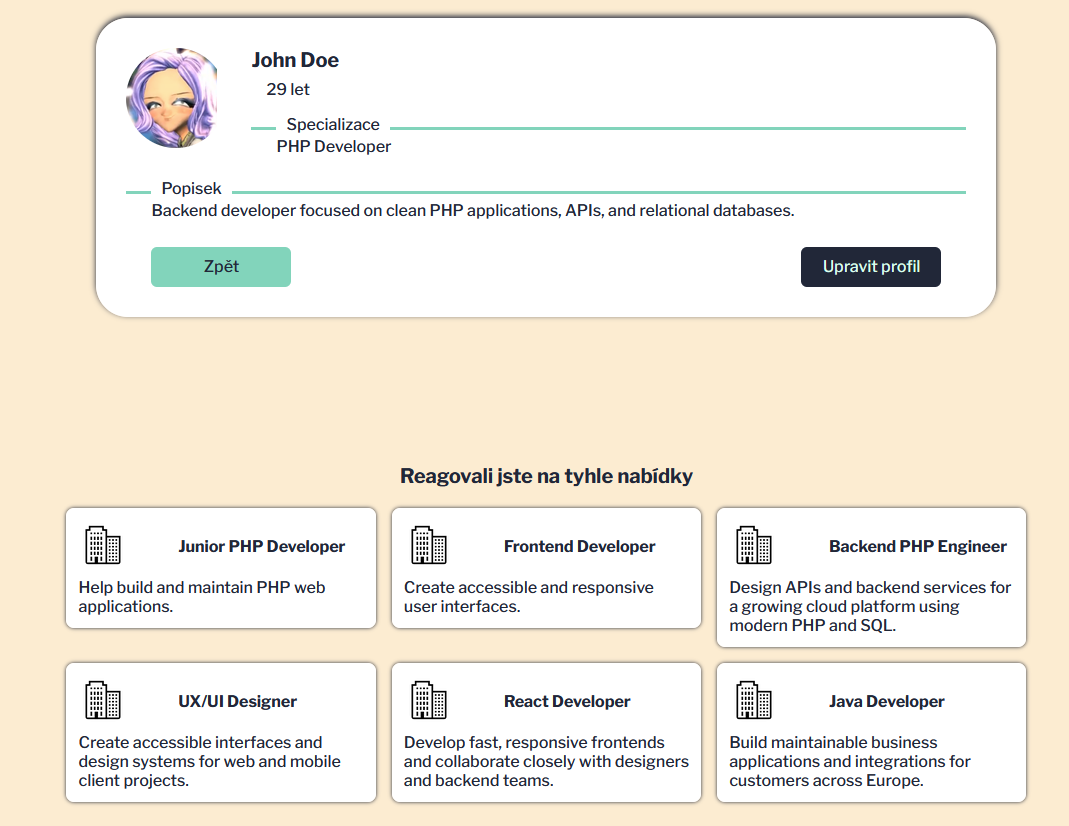 John Doe
29 let
Specializace
PHP Developer
Popisek
Backend developer focused on clean PHP applications, APIs, and relational databases.
Zpět
Upravit profil
Reagovali jste na tyhle nabídky
Junior PHP Developer
Help build and maintain PHP web
applications.
Frontend Developer
Create accessible and responsive
user interfaces.
Backend PHP Engineer
Design APIs and backend services for
a growing cloud platform using
modern PHP and SQL.
UX/UI Designer
Create accessible interfaces and
design systems for web and mobile
client projects.
React Developer
Develop fast, responsive frontends
and collaborate closely with designers
and backend teams.
Java Developer
Build maintainable business
applications and integrations for
customers across Europe.